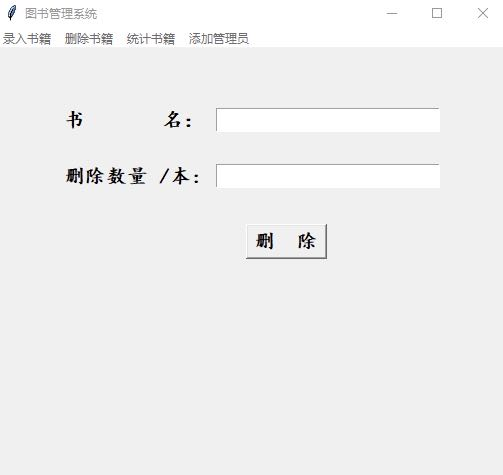 图书管理系统
录入书籍 删除书籍 统计书籍 添加管理员
书 名：
删除数量 /本：
删 除